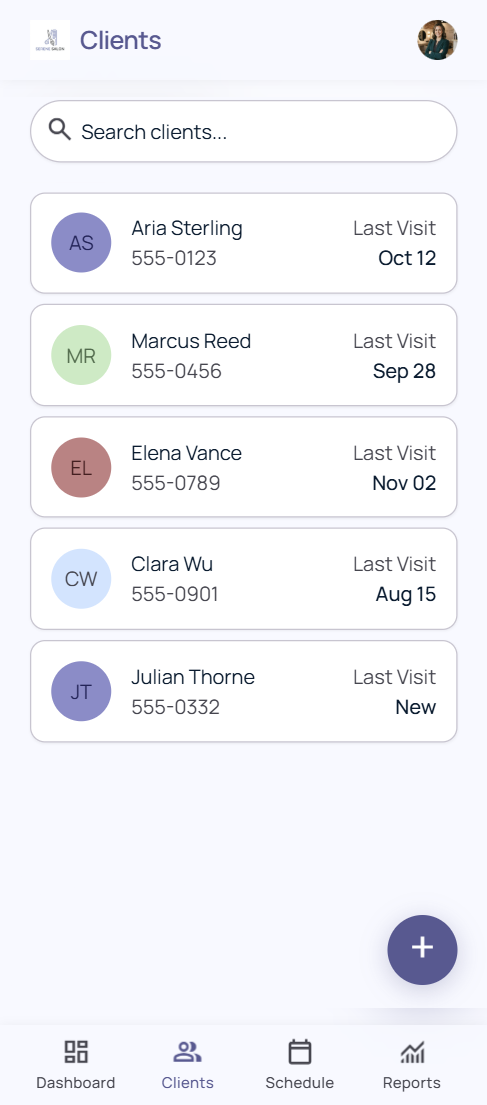 SERENE SALON
Clients
Search clients...
AS
Aria Sterling
555-0123
Last Visit
Oct 12
MR
Marcus Reed
555-0456
Last Visit
Sep 28
EL
Elena Vance
555-0789
Last Visit
Nov 02
CW
Clara Wu
555-0901
Last Visit
Aug 15
JT
Julian Thorne
555-0332
Last Visit
New
Dashboard
Clients
Schedule
Reports